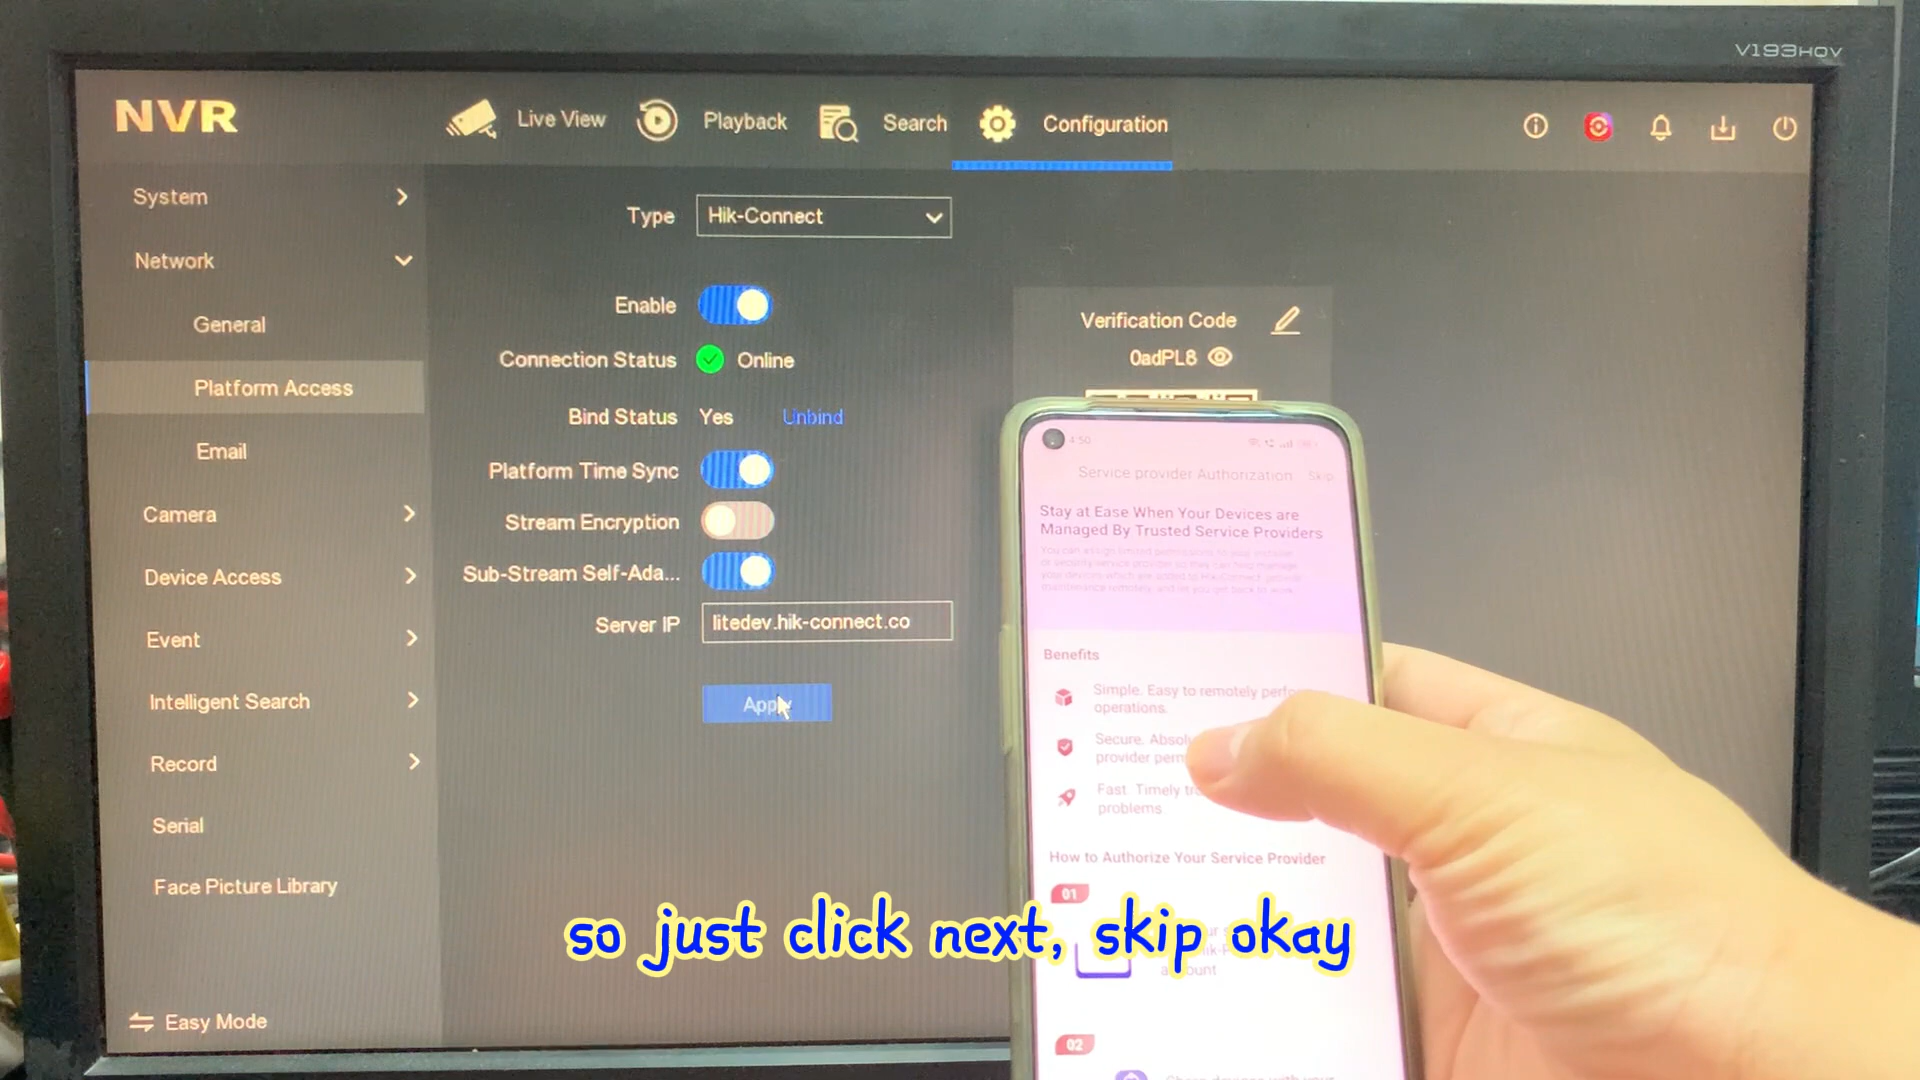 V193HQV
NVR
Live View
Playback
Search
Configuration
System
Network
General
Platform Access
Email
Camera
Device Access
Event
Intelligent Search
Record
Serial
Face Picture Library
Easy Mode
Type
Hik-Connect
Enable
Connection Status
Online
Bind Status
Yes
Unbind
Platform Time Sync
Stream Encryption
Sub-Stream Self-Ada...
Server IP
litedev.hik-connect.co
Apply
Verification Code
0adPL8
4:50
Service provider Authorization
Skip
Stay at Ease When Your Devices are
Managed By Trusted Service Providers
Benefits
Simple. Easy to remotely
operations.
Secure.
provider
Fast. Timely
problems
How to Authorize Your Service Provider
01
02
so just click next, skip okay